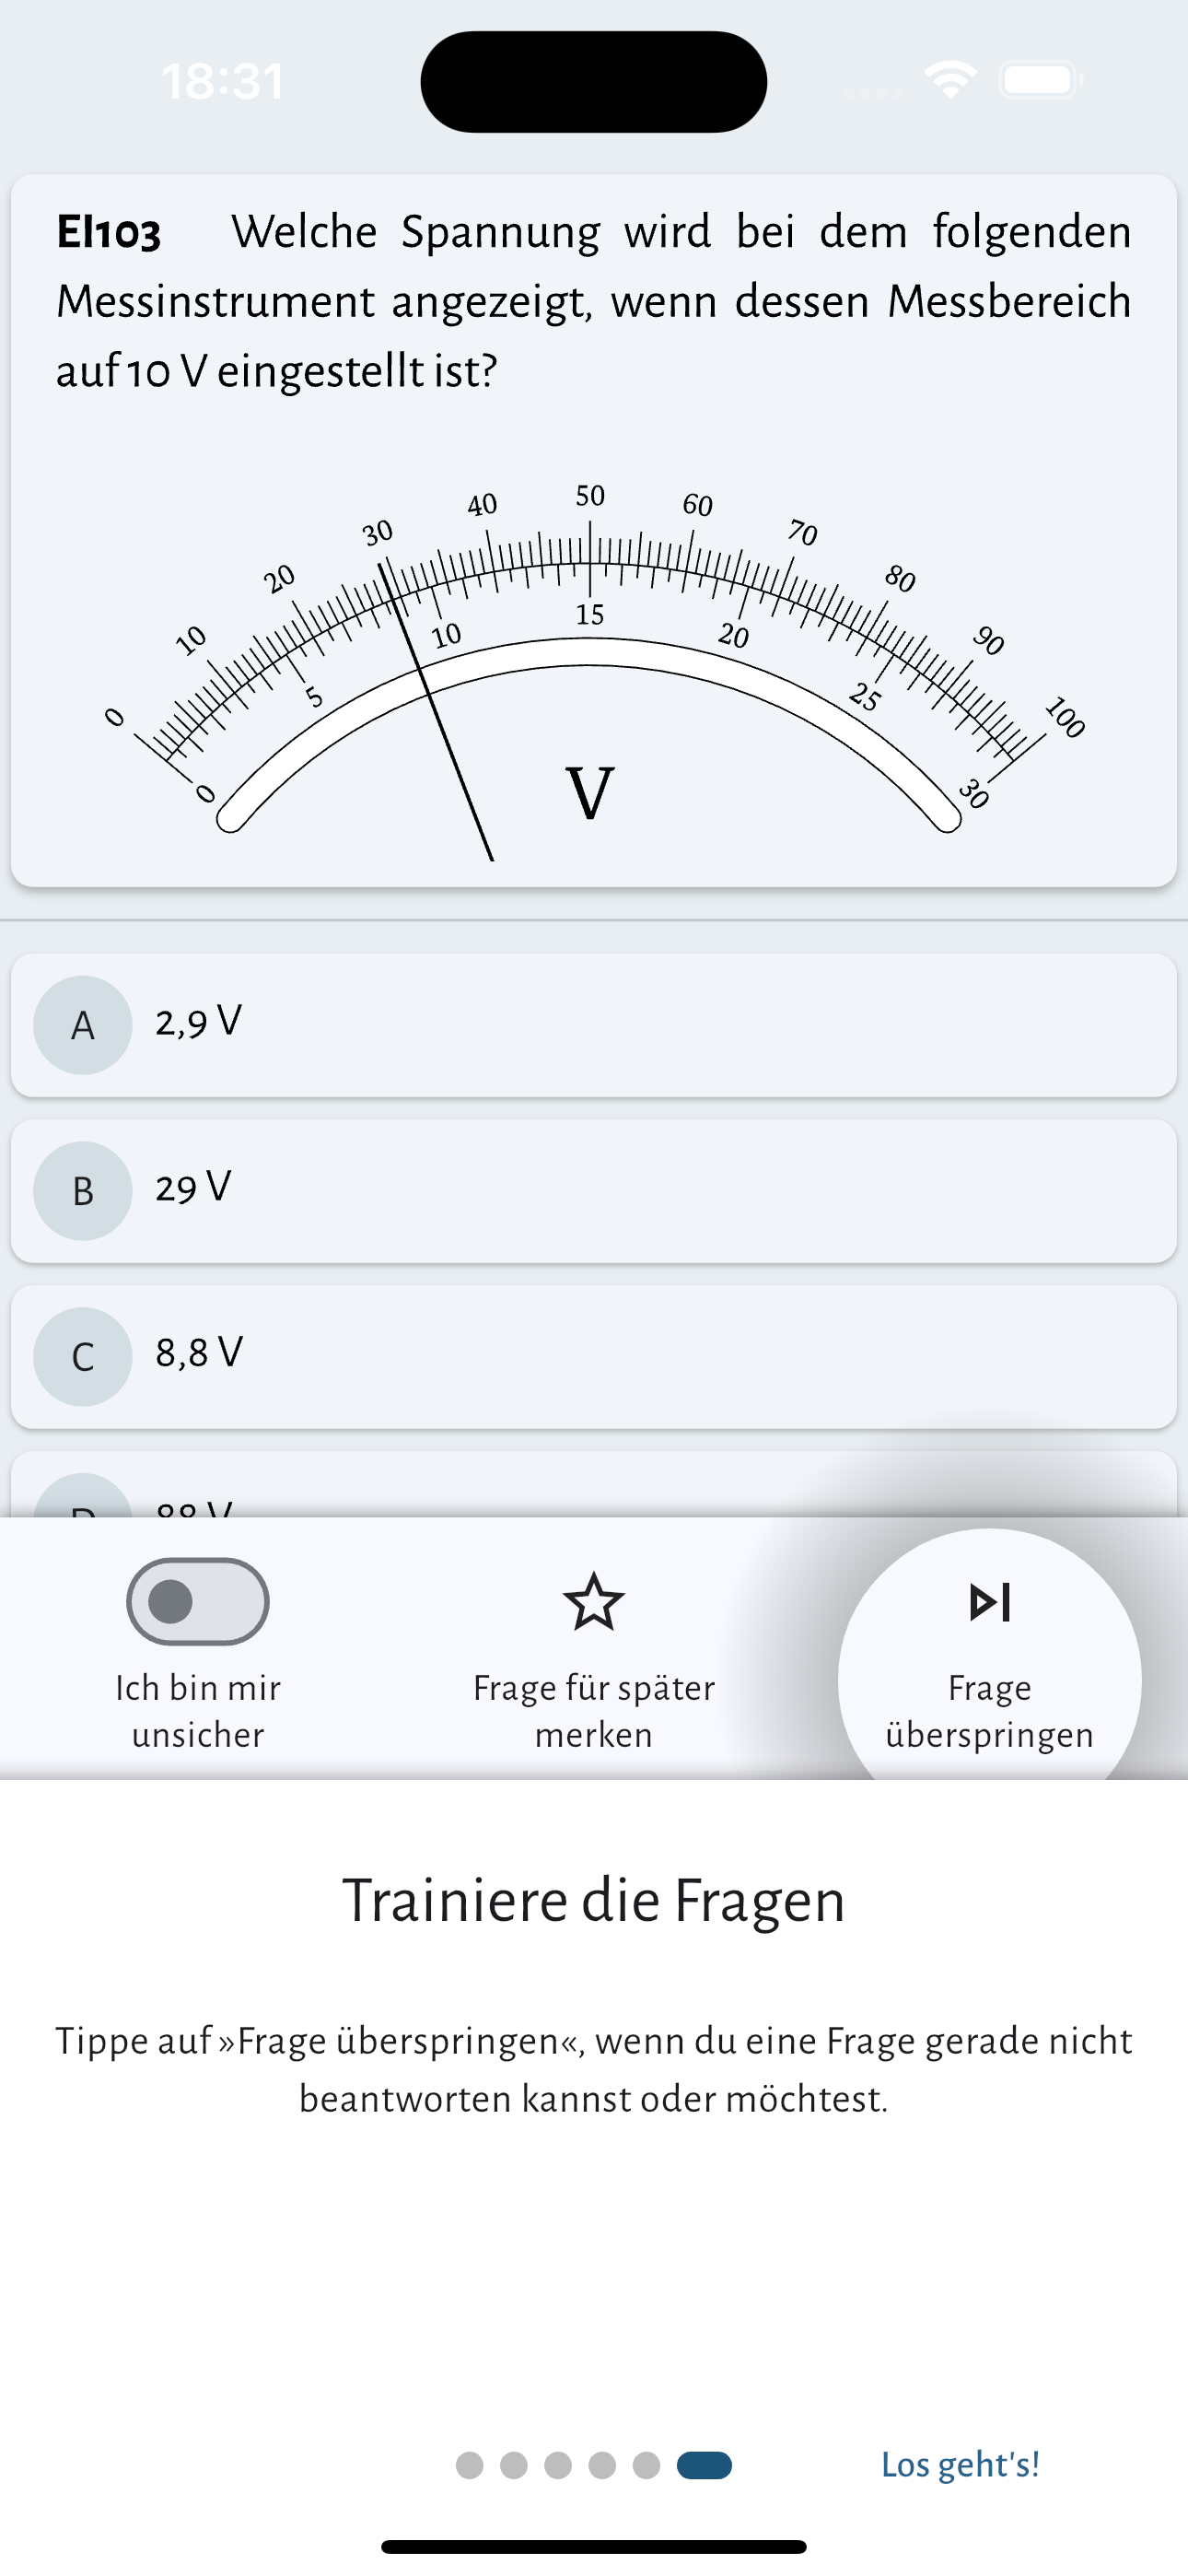 18:31
EI103 Welche Spannung wird bei dem folgenden
Messinstrument angezeigt, wenn dessen Messbereich
auf 10 V eingestellt ist?
0 10 20 30 40 50 60 70 80 90 100
0 5 10 15 20 25 30
V
A 2,9 V
B 29 V
C 8,8 V
D 88 V
Ich bin mir
unsicher
Frage für später
merken
Frage
überspringen
Trainiere die Fragen
Tippe auf »Frage überspringen«, wenn du eine Frage gerade nicht
beantworten kannst oder möchtest.
Los geht's!